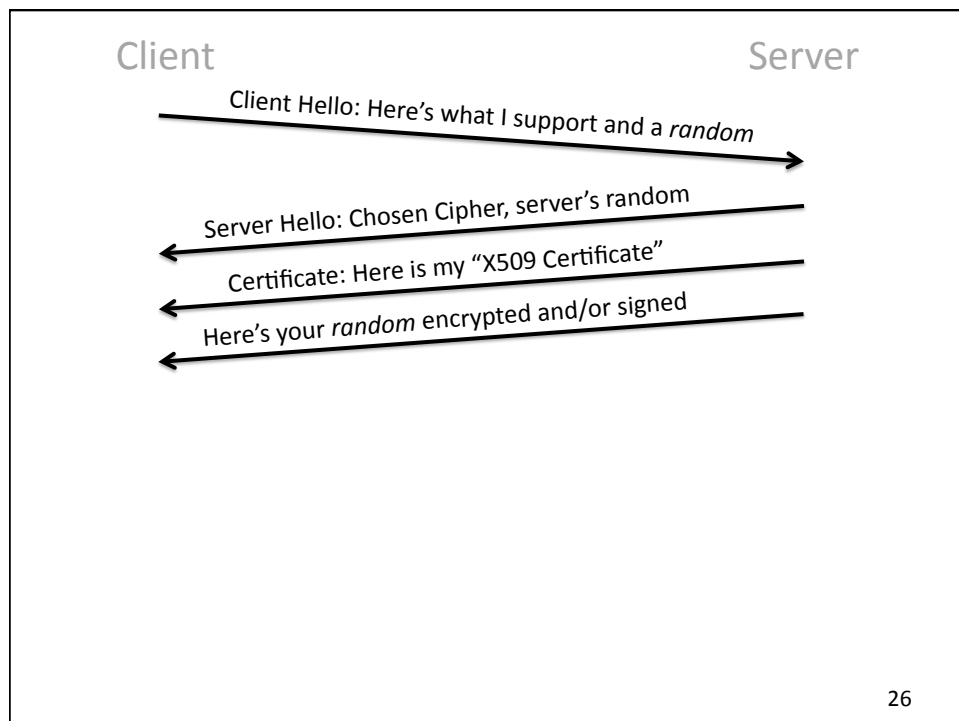 Client
Server
Client Hello: Here’s what I support and a random
Server Hello: Chosen Cipher, server’s random
Certificate: Here is my “X509 Certificate”
Here’s your random encrypted and/or signed
26